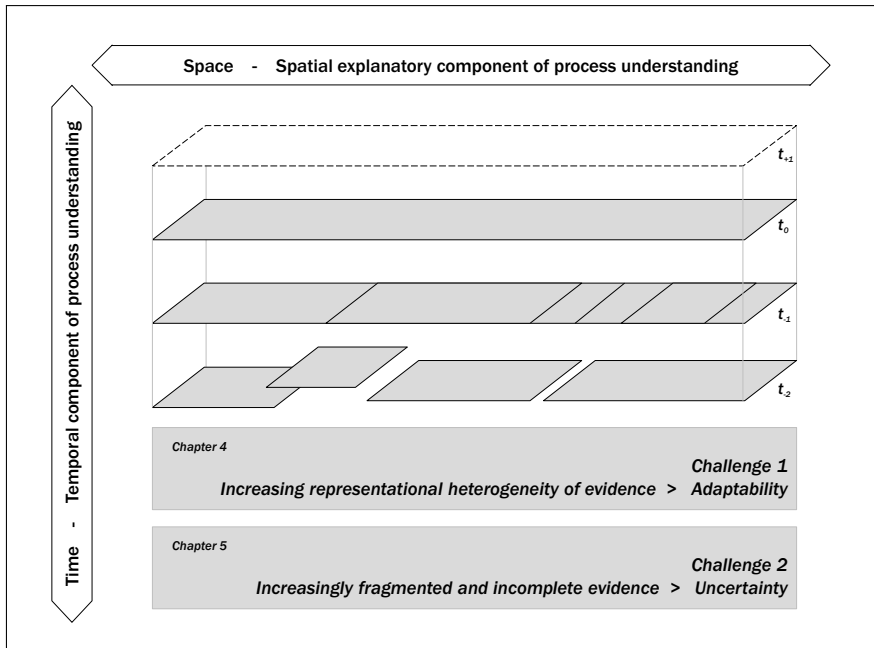 Space - Spatial explanatory component of process understanding
Time - Temporal component of process understanding
t+1
t0
t-1
t-2
Chapter 4
Challenge 1
Increasing representational heterogeneity of evidence > Adaptability
Chapter 5
Challenge 2
Increasingly fragmented and incomplete evidence > Uncertainty